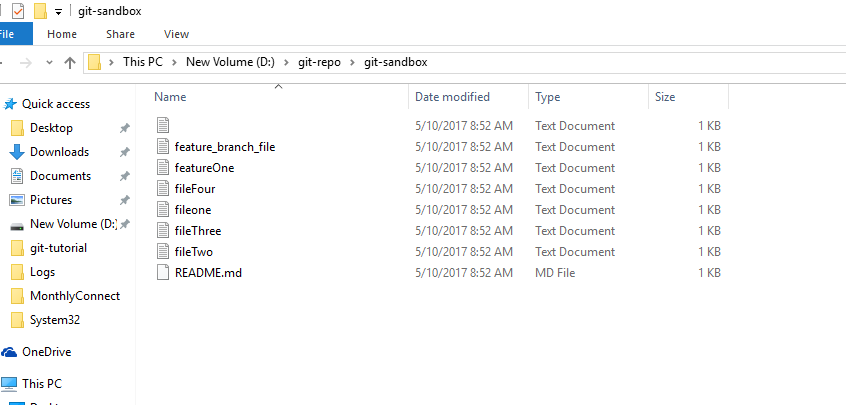 git-sandbox
File Home Share View
This PC New Volume (D:) git-repo git-sandbox
Name Date modified Type Size
Quick access
Desktop
Downloads
Documents
Pictures
New Volume (D:)
git-tutorial
Logs
MonthlyConnect
System32
OneDrive
This PC
5/10/2017 8:52 AM Text Document 1 KB
feature_branch_file 5/10/2017 8:52 AM Text Document 1 KB
featureOne 5/10/2017 8:52 AM Text Document 1 KB
fileFour 5/10/2017 8:52 AM Text Document 1 KB
fileone 5/10/2017 8:52 AM Text Document 1 KB
fileThree 5/10/2017 8:52 AM Text Document 1 KB
fileTwo 5/10/2017 8:52 AM Text Document 1 KB
README.md 5/10/2017 8:52 AM MD File 1 KB